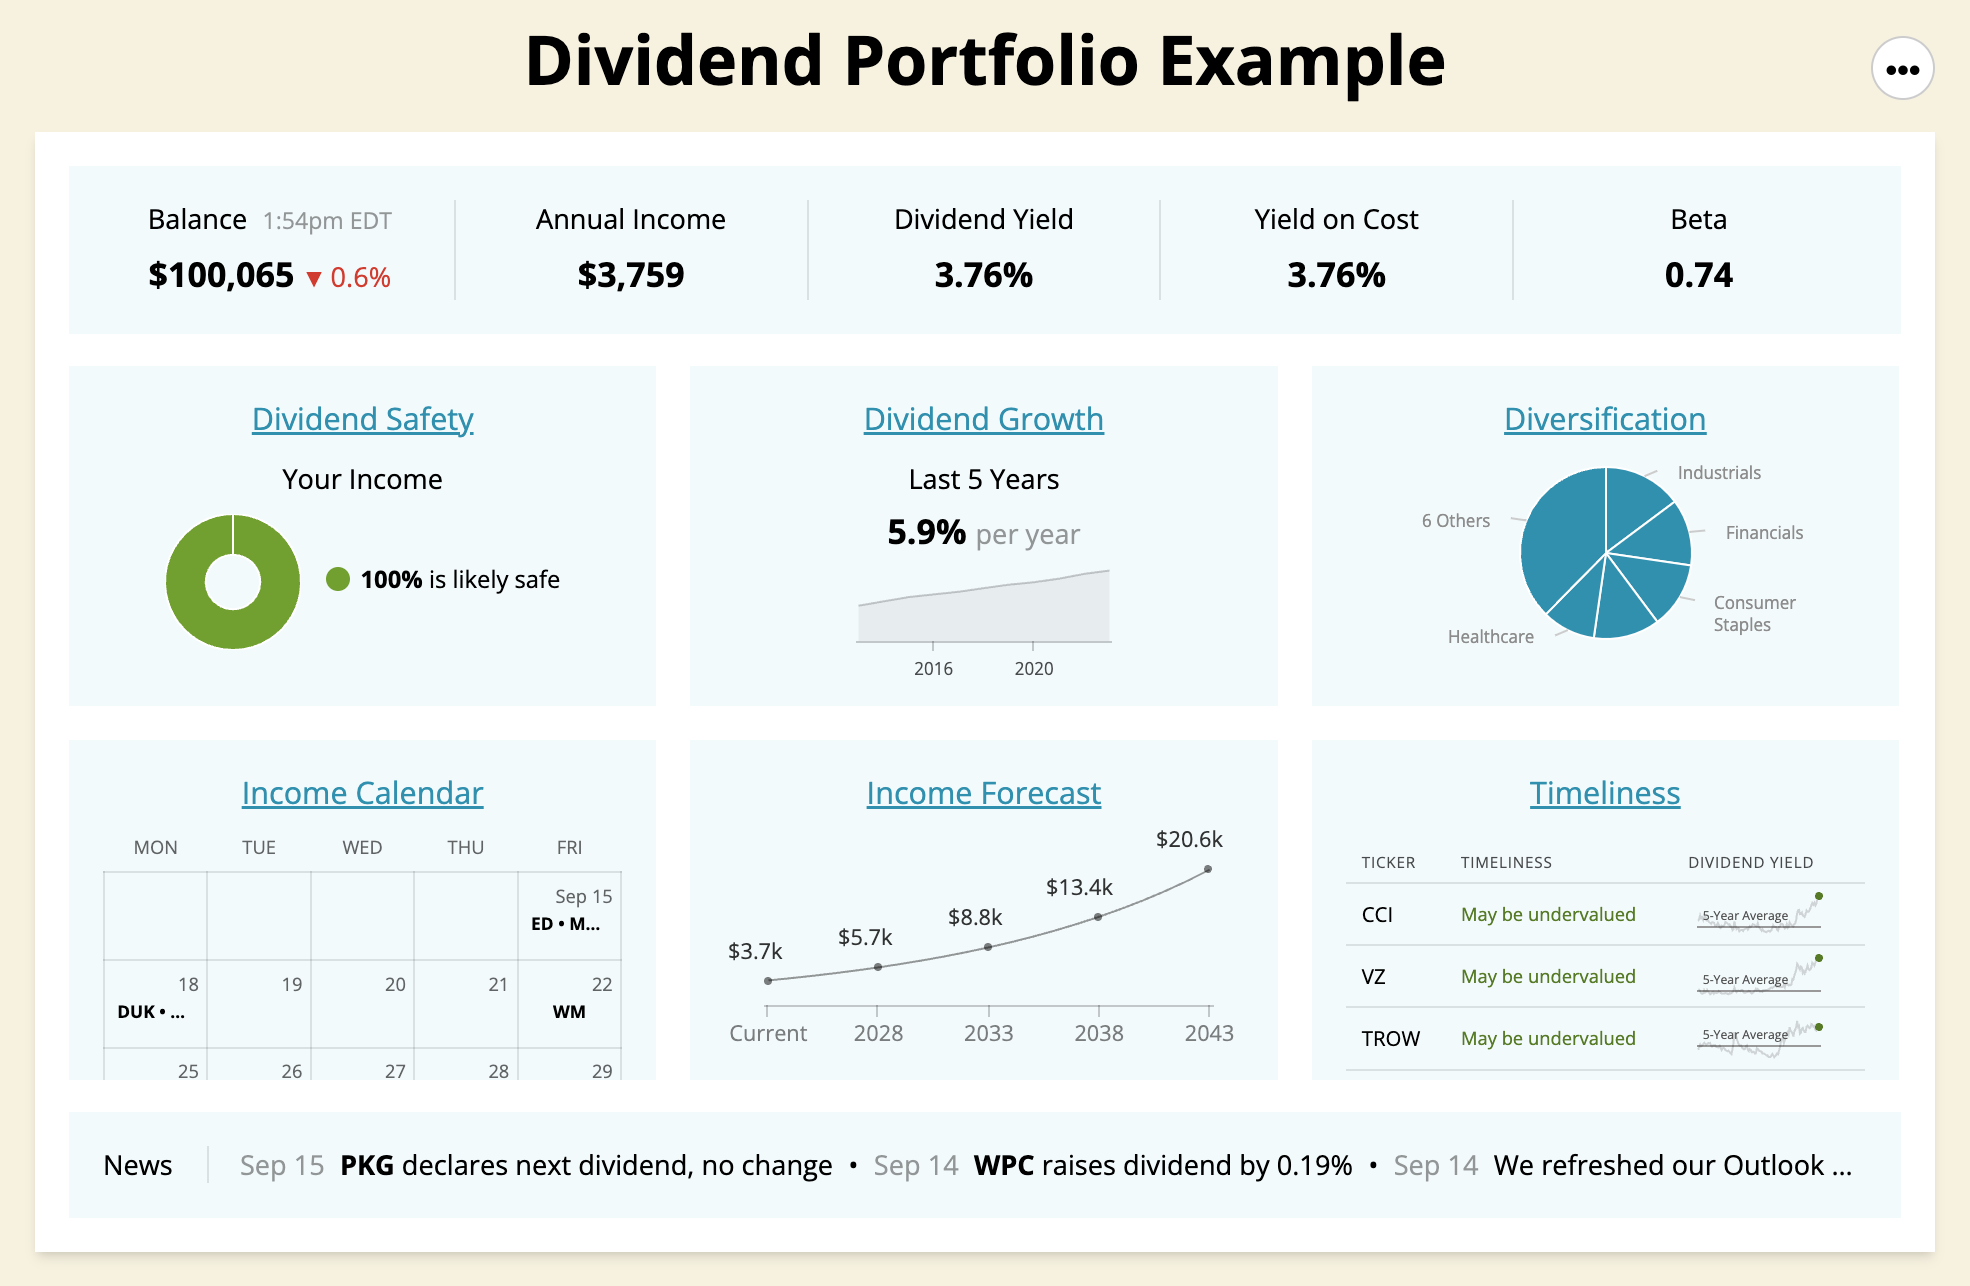 Dividend Portfolio Example
Balance 1:54pm EDT
$100,065 ▼ 0.6%
Annual Income
$3,759
Dividend Yield
3.76%
Yield on Cost
3.76%
Beta
0.74
Dividend Safety
Your Income
100% is likely safe
Dividend Growth
Last 5 Years
5.9% per year
2016 2020
Diversification
Industrials
6 Others
Financials
Consumer
Staples
Healthcare
Income Calendar
MON TUE WED THU FRI
Sep 15
ED • M...
18 19 20 21 22
DUK • ... WM
25 26 27 28 29
Income Forecast
$20.6k
$13.4k
$8.8k
$5.7k
$3.7k
Current 2028 2033 2038 2043
Timeliness
TICKER TIMELINESS DIVIDEND YIELD
CCI May be undervalued 5-Year Average
VZ May be undervalued 5-Year Average
TROW May be undervalued 5-Year Average
News Sep 15 PKG declares next dividend, no change • Sep 14 WPC raises dividend by 0.19% • Sep 14 We refreshed our Outlook ...